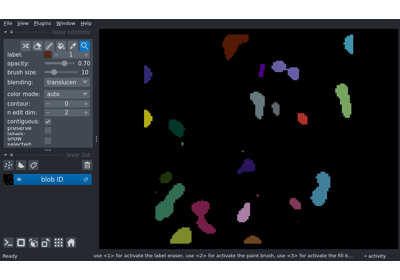 File View Plugins Window Help
layer controls
label: 1
opacity: 0.70
brush size: 10
blending: translucen
color mode: auto
contour: 0
n edit dim: 2
contiguous:
preserve
labels:
show
selected:
layer list
blob ID
Ready
use <1> for activate the label eraser, use <2> for activate the paint brush, use <3> for activate the fill b...
activity